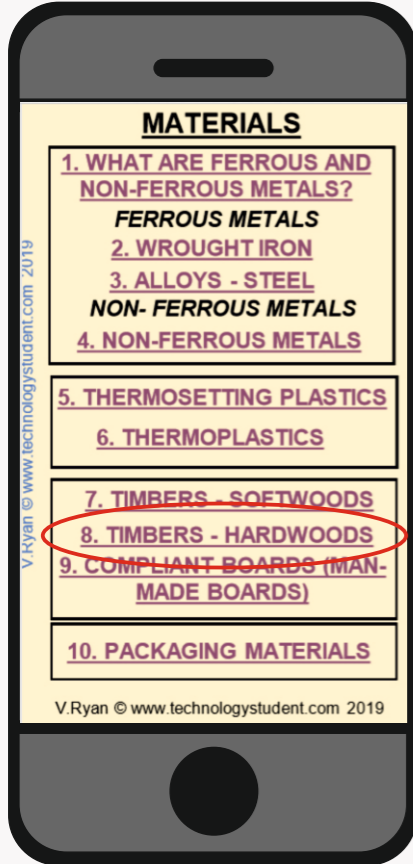 MATERIALS
1. WHAT ARE FERROUS AND
NON-FERROUS METALS?
FERROUS METALS
2. WROUGHT IRON
3. ALLOYS - STEEL
NON- FERROUS METALS
4. NON-FERROUS METALS
5. THERMOSETTING PLASTICS
6. THERMOPLASTICS
7. TIMBERS - SOFTWOODS
8. TIMBERS - HARDWOODS
9. COMPLIANT BOARDS (MAN-
MADE BOARDS)
10. PACKAGING MATERIALS
V.Ryan © www.technologystudent.com 2019
V.Ryan © www.technologystudent.com 2019